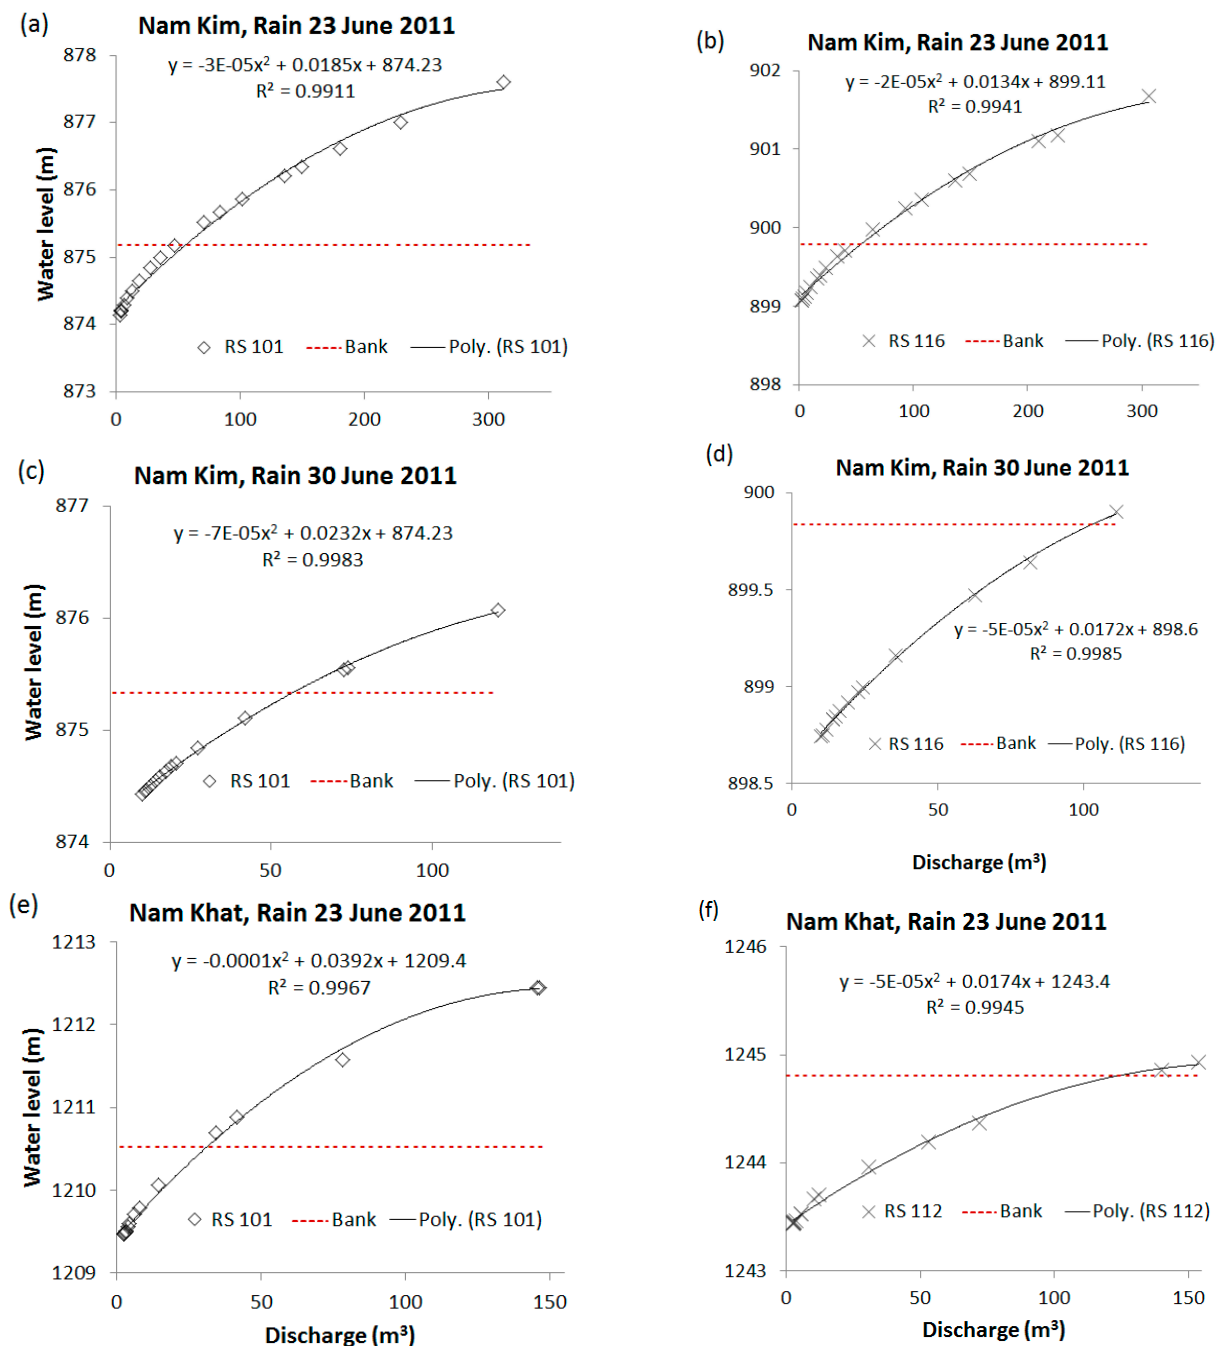 (a)
Nam Kim, Rain 23 June 2011
y = -3E-05x² + 0.0185x + 874.23
R² = 0.9911
Water level (m)
878
877
876
875
874
873
0
100
200
300
RS 101
Bank
Poly. (RS 101)
(b)
Nam Kim, Rain 23 June 2011
y = -2E-05x² + 0.0134x + 899.11
R² = 0.9941
902
901
900
899
898
0
100
200
300
RS 116
Bank
Poly. (RS 116)
(c)
Nam Kim, Rain 30 June 2011
y = -7E-05x² + 0.0232x + 874.23
R² = 0.9983
Water level (m)
877
876
875
874
0
50
100
RS 101
Bank
Poly. (RS 101)
(d)
Nam Kim, Rain 30 June 2011
y = -5E-05x² + 0.0172x + 898.6
R² = 0.9985
900
899.5
899
898.5
0
50
100
RS 116
Bank
Poly. (RS 116)
Discharge (m³)
(e)
Nam Khat, Rain 23 June 2011
y = -0.0001x² + 0.0392x + 1209.4
R² = 0.9967
Water level (m)
1213
1212
1211
1210
1209
0
50
100
150
RS 101
Bank
Poly. (RS 101)
Discharge (m³)
(f)
Nam Khat, Rain 23 June 2011
y = -5E-05x² + 0.0174x + 1243.4
R² = 0.9945
1246
1245
1244
1243
0
50
100
150
RS 112
Bank
Poly. (RS 112)
Discharge (m³)